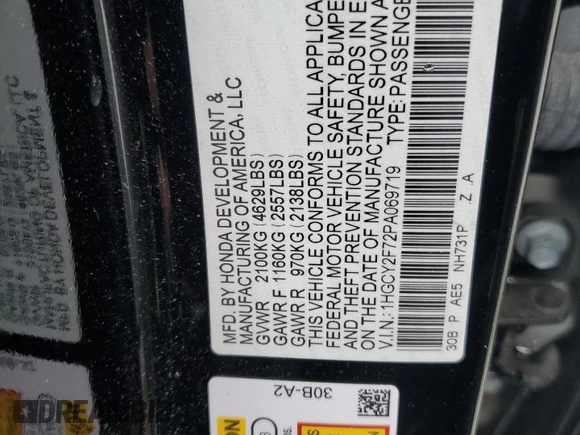 MFD. BY HONDA DEVELOPMENT &
MANUFACTURING OF AMERICA, LLC
GVWR 2100KG (4629LBS)
GAWR F 1160KG (2557LBS)
GAWR R 970KG (2138LBS)
THIS VEHICLE CONFORMS TO ALL APPLICA
FEDERAL MOTOR VEHICLE SAFETY, BUMPE
AND THEFT PREVENTION STANDARDS IN E
ON THE DATE OF MANUFACTURE SHOWN A
V.I.N.: 1HGCY2F72PA069719 TYPE: PASSENGE
30B P AE5 NH731P Z A
30B-A2